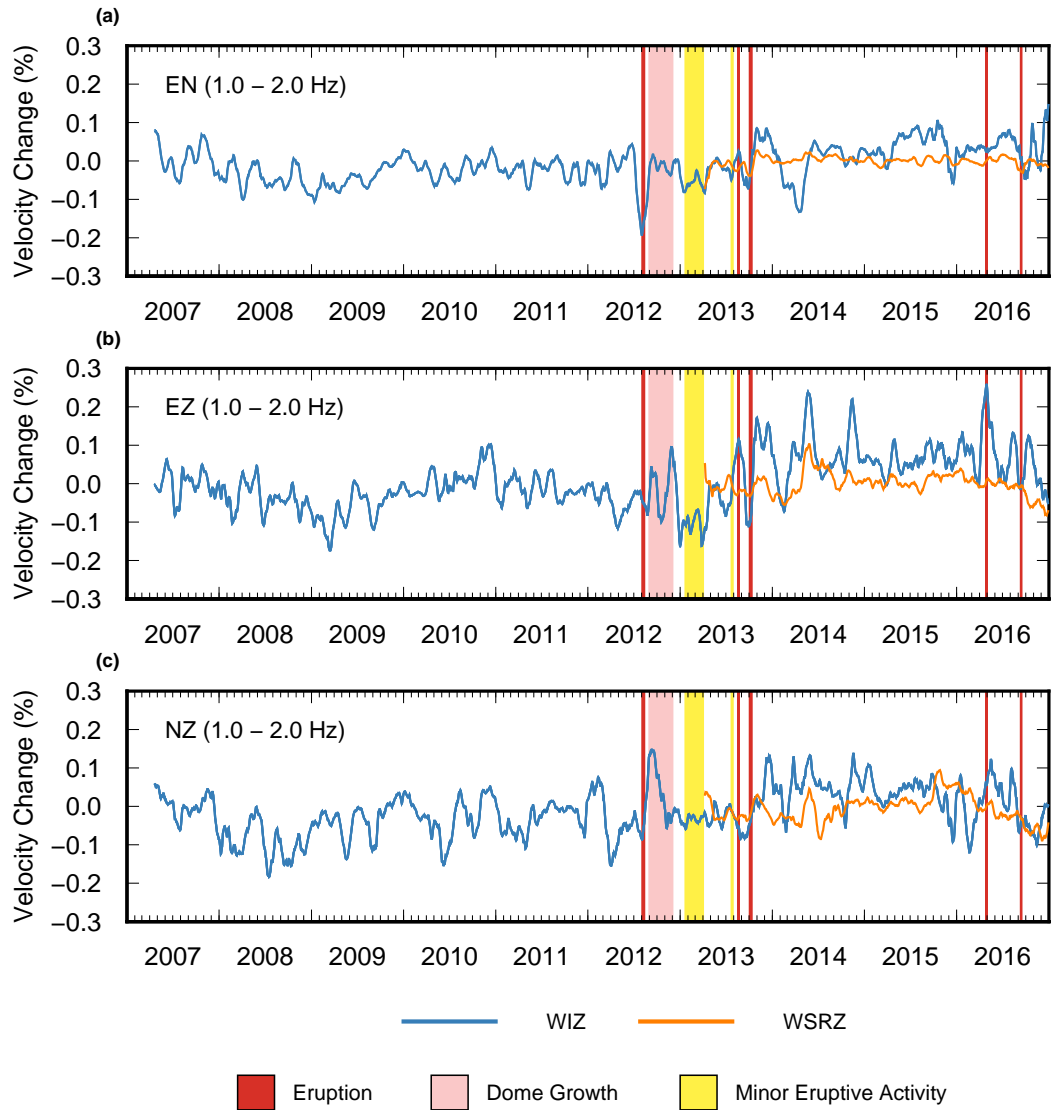 (a)
0.3
0.2
0.1
0.0
−0.1
−0.2
−0.3
Velocity Change (%)
EN (1.0 − 2.0 Hz)
2007 2008 2009 2010 2011 2012 2013 2014 2015 2016
(b)
0.3
0.2
0.1
0.0
−0.1
−0.2
−0.3
Velocity Change (%)
EZ (1.0 − 2.0 Hz)
2007 2008 2009 2010 2011 2012 2013 2014 2015 2016
(c)
0.3
0.2
0.1
0.0
−0.1
−0.2
−0.3
Velocity Change (%)
NZ (1.0 − 2.0 Hz)
2007 2008 2009 2010 2011 2012 2013 2014 2015 2016
WIZ WSRZ
Eruption Dome Growth Minor Eruptive Activity